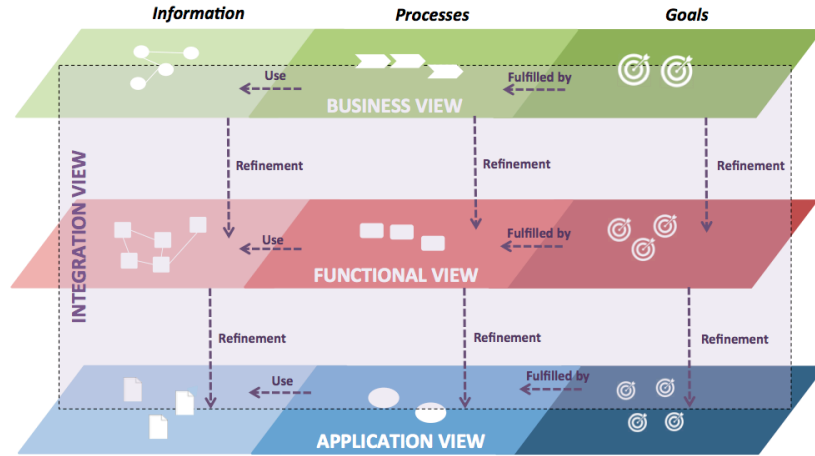 Information
Processes
Goals
Use
Fulfilled by
BUSINESS VIEW
Refinement
Refinement
Refinement
INTEGRATION VIEW
Use
Fulfilled by
FUNCTIONAL VIEW
Refinement
Refinement
Refinement
Use
Fulfilled by
APPLICATION VIEW